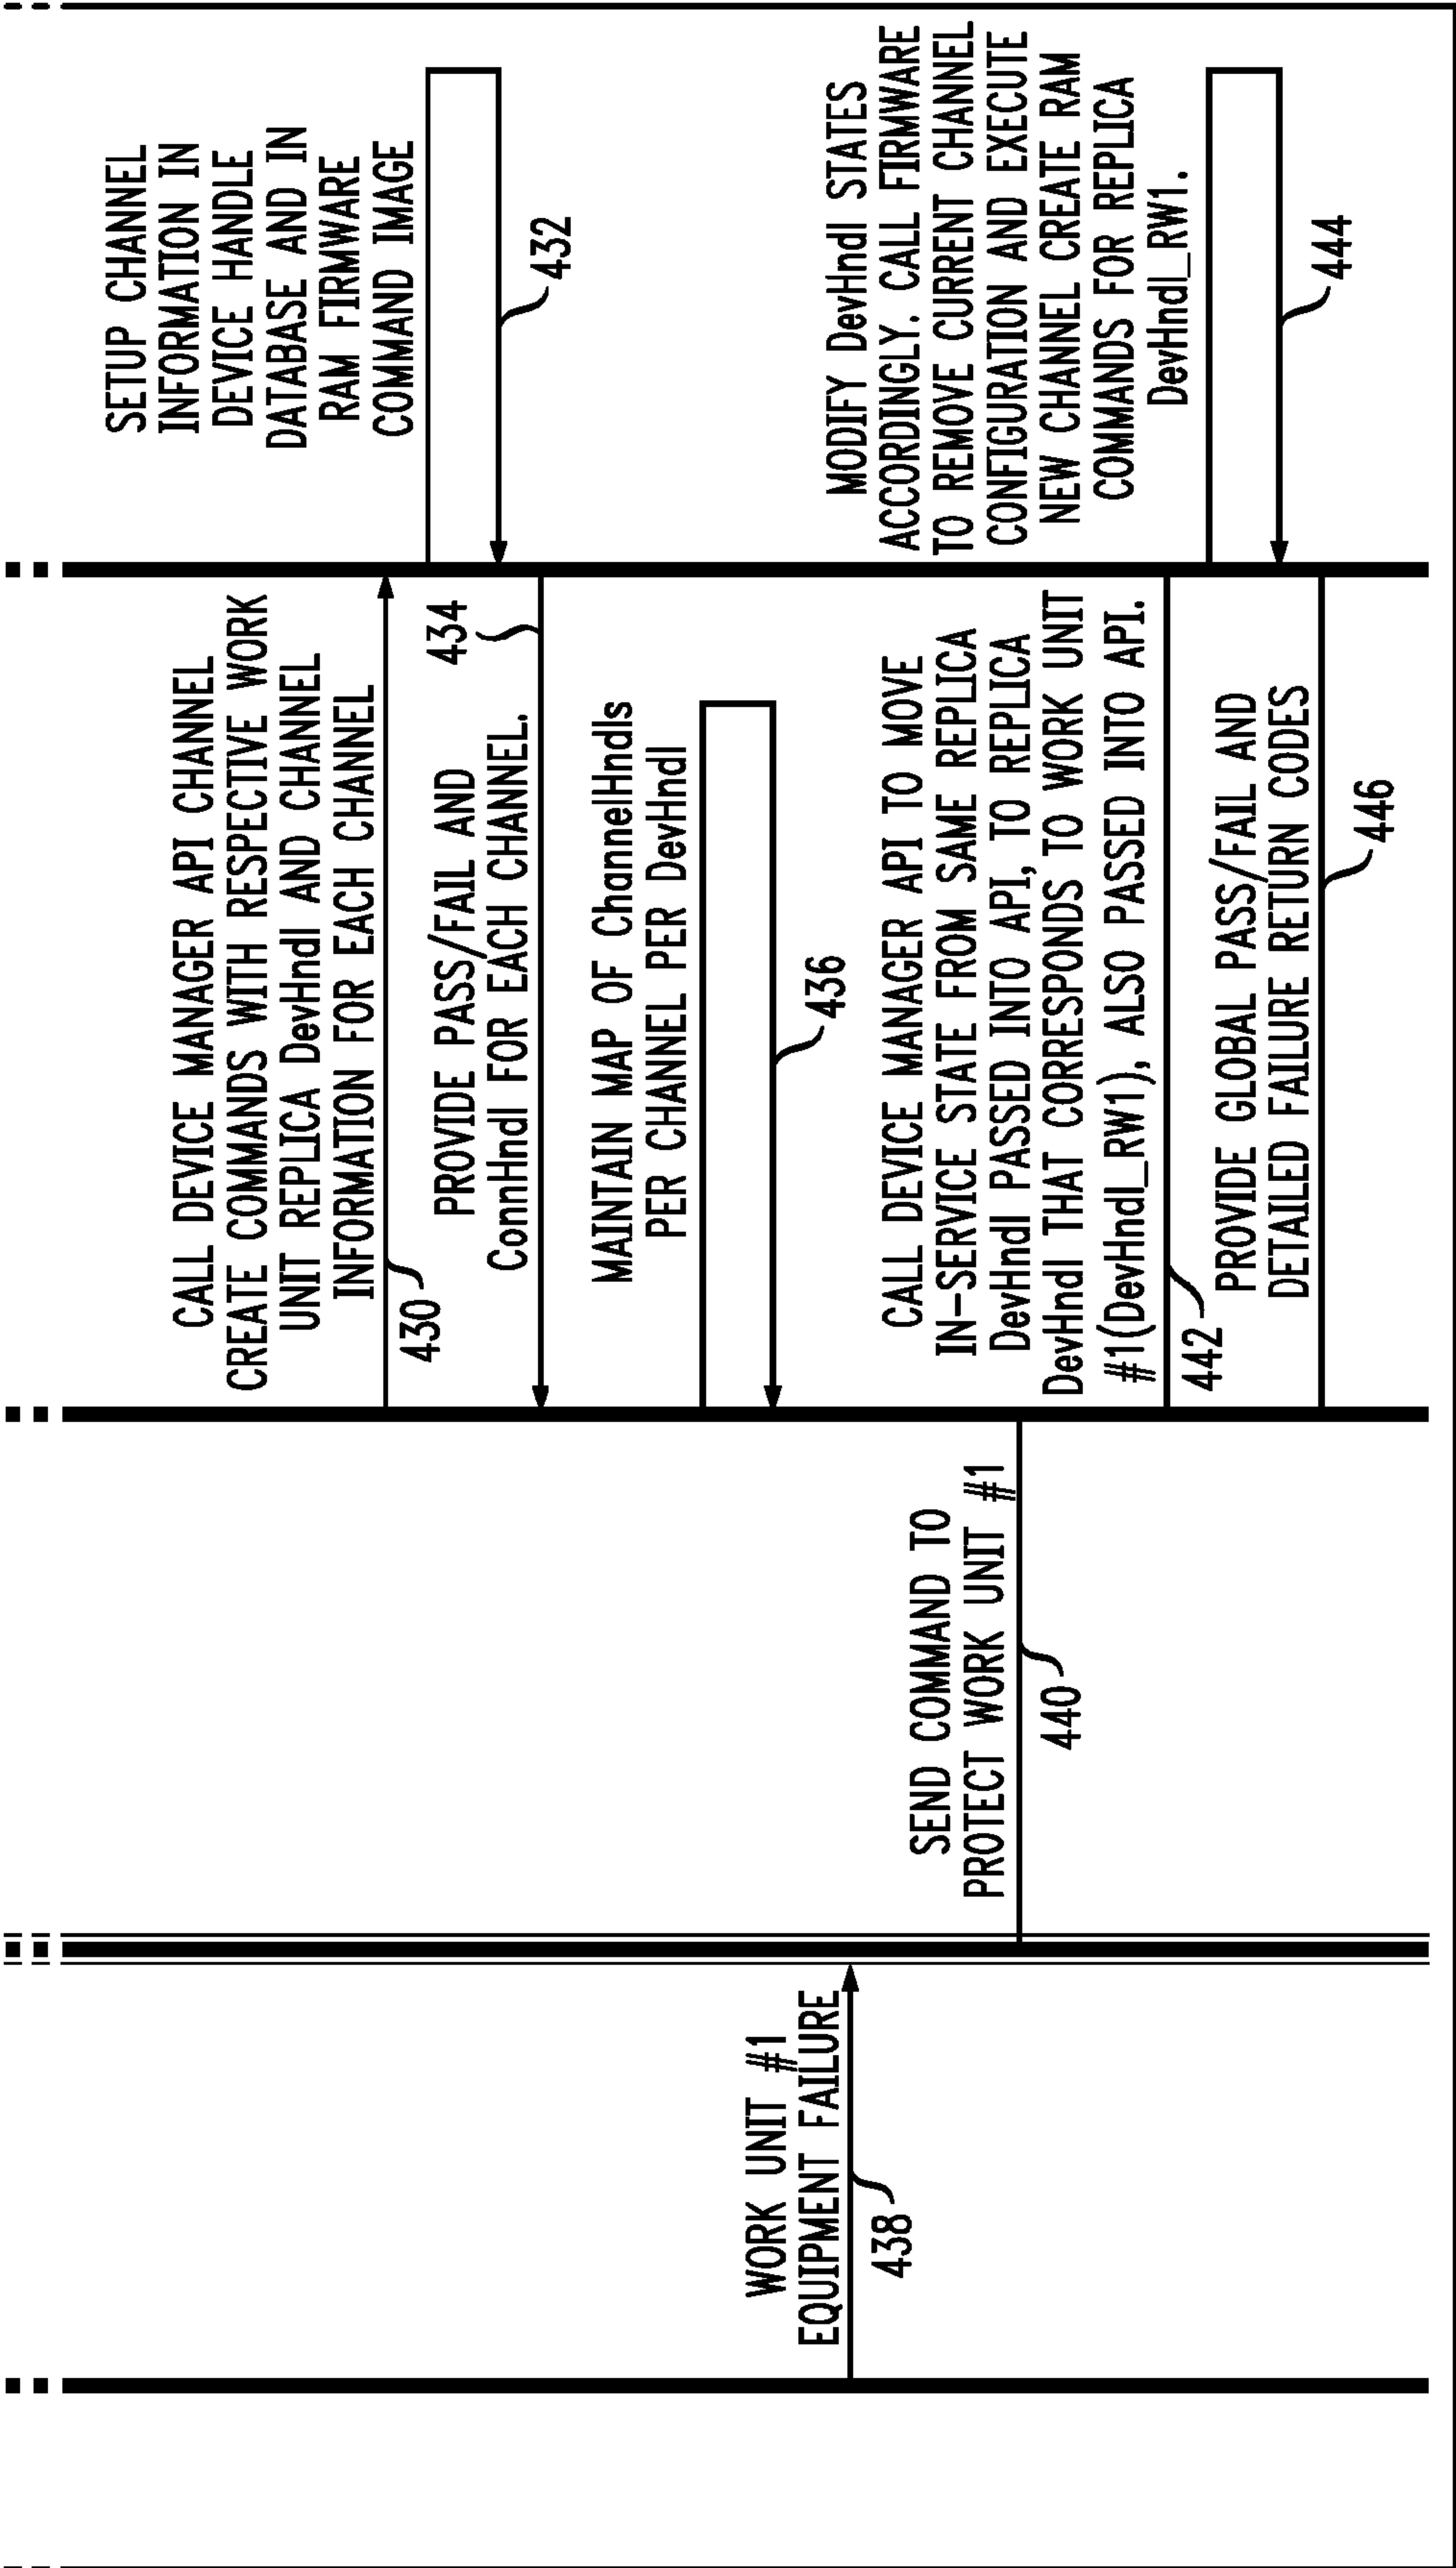 CALL DEVICE MANAGER API CHANNEL
CREATE COMMANDS WITH RESPECTIVE WORK
UNIT REPLICA DevHndl AND CHANNEL
INFORMATION FOR EACH CHANNEL
430
SETUP CHANNEL
INFORMATION IN
DEVICE HANDLE
DATABASE AND IN
RAM FIRMWARE
COMMAND IMAGE
432
PROVIDE PASS/FAIL AND
ConnHndl FOR EACH CHANNEL.
434
MAINTAIN MAP OF ChannelHndls
PER CHANNEL PER DevHndl
436
WORK UNIT #1
EQUIPMENT FAILURE
438
SEND COMMAND TO
PROTECT WORK UNIT #1
440
CALL DEVICE MANAGER API TO MOVE
IN-SERVICE STATE FROM SAME REPLICA
DevHndl PASSED INTO API, TO REPLICA
DevHndl THAT CORRESPONDS TO WORK UNIT
#1(DevHndl_RW1), ALSO PASSED INTO API.
442
MODIFY DevHndl STATES
ACCORDINGLY. CALL FIRMWARE
TO REMOVE CURRENT CHANNEL
CONFIGURATION AND EXECUTE
NEW CHANNEL CREATE RAM
COMMANDS FOR REPLICA
DevHndl_RW1.
444
PROVIDE GLOBAL PASS/FAIL AND
DETAILED FAILURE RETURN CODES
446